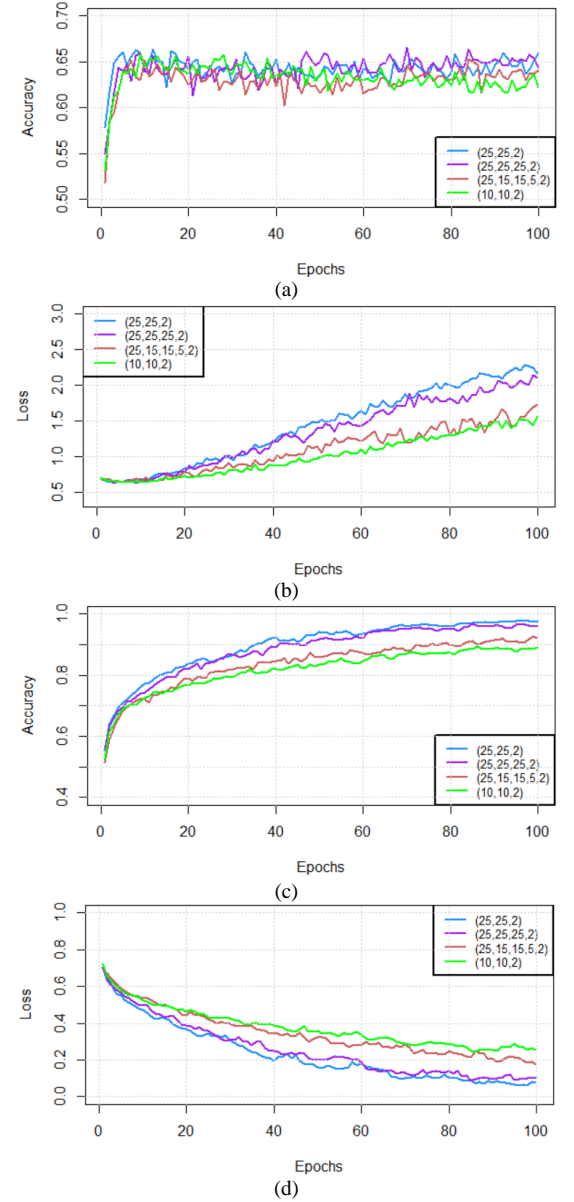 0.70
0.65
0.60
0.55
0.50
Accuracy
(25,25,2)
(25,25,25,2)
(25,15,15,5,2)
(10,10,2)
0 20 40 60 80 100
Epochs
(a)
3.0
2.5
2.0
1.5
1.0
0.5
Loss
(25,25,2)
(25,25,25,2)
(25,15,15,5,2)
(10,10,2)
0 20 40 60 80 100
Epochs
(b)
1.0
0.8
0.6
0.4
Accuracy
(25,25,2)
(25,25,25,2)
(25,15,15,5,2)
(10,10,2)
0 20 40 60 80 100
Epochs
(c)
1.0
0.8
0.6
0.4
0.2
0.0
Loss
(25,25,2)
(25,25,25,2)
(25,15,15,5,2)
(10,10,2)
0 20 40 60 80 100
Epochs
(d)